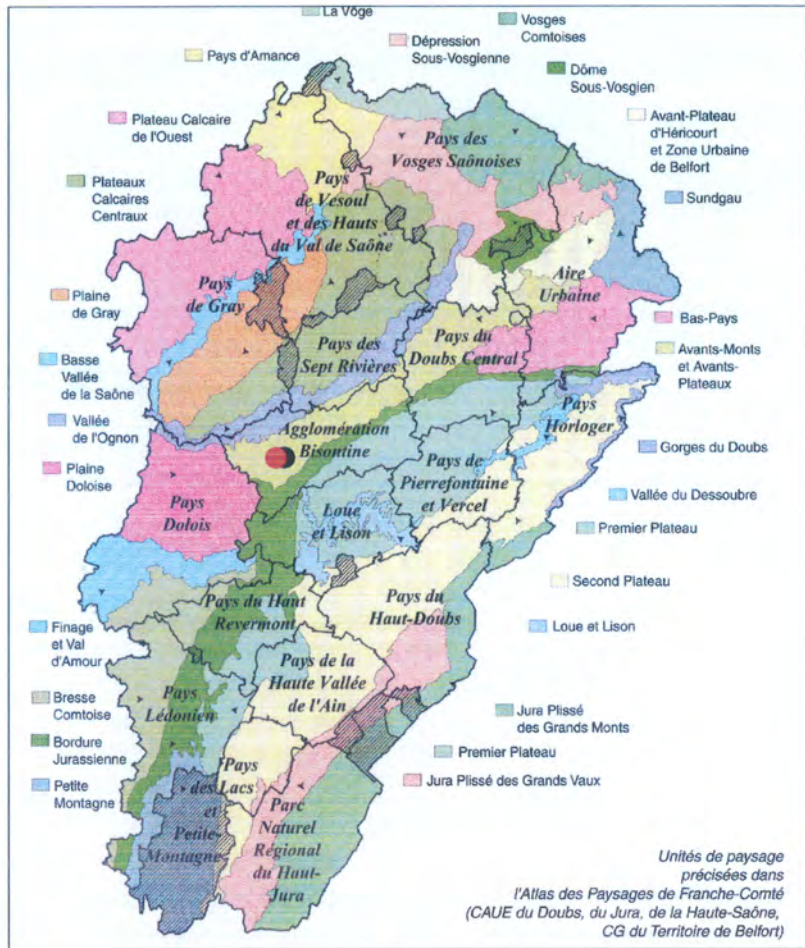 La Vôge
Vosges
Comtoises
Pays d'Amance
Dépression
Sous-Vosgienne
Dôme
Sous-Vosgien
Plateau Calcaire
de l'Ouest
Avant-Plateau
d'Héricourt
et Zone Urbaine
de Belfort
Plateaux
Calcaires
Centraux
Sundgau
Plaine
de Gray
Bas-Pays
Basse
Vallée
de la Saône
Avants-Monts
et Avants-
Plateaux
Vallée
de l'Ognon
Gorges du Doubs
Plaine
Doloise
Vallée du Dessoubre
Premier Plateau
Second Plateau
Finage
et Val
d'Amour
Loue et Lison
Bresse
Comtoise
Jura Plissé
des Grands Monts
Bordure
Jurassienne
Premier Plateau
Petite
Montagne
Jura Plissé des Grands Vaux
Pays des
Vosges Saônoises
Pays
de Vesoul
et des Hauts
du Val de Saône
Pays
de Gray
Aire
Urbaine
Pays des
Sept Rivières
Pays du
Doubs Central
Agglomération
Bisontine
Pays
Horloger
Pays de
Pierrefontaine
et Vercel
Pays
Dolois
Loue
et Lison
Pays du Haut
Revermont
Pays du
Haut-Doubs
Pays de la
Haute Vallée
de l'Ain
Pays
Lédonien
Pays
des Lacs
et
Petite-
Montagne
Parc
Naturel
Régional
du Haut-
Jura
Unités de paysage
précisées dans
l'Atlas des Paysages de Franche-Comté
(CAUE du Doubs, du Jura, de la Haute-Saône,
CG du Territoire de Belfort)